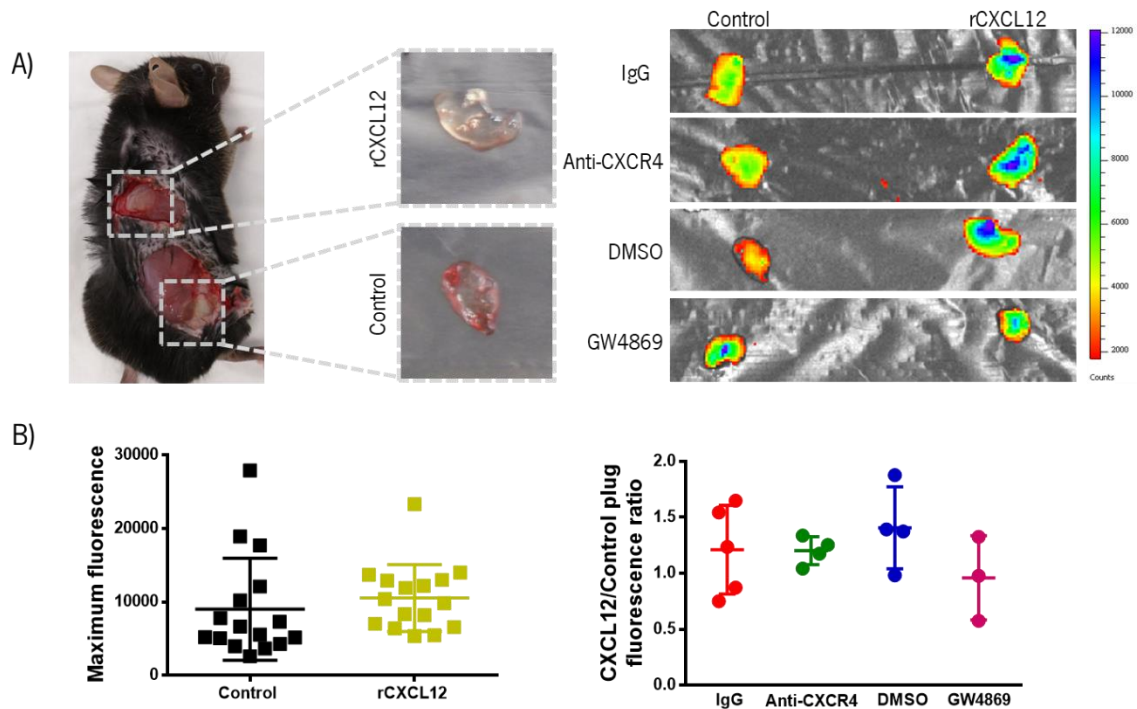 A)
rCXCL12
Control
Control
rCXCL12
IgG
Anti-CXCR4
DMSO
GW4869
12000
10000
8000
6000
4000
2000
Counts
B)
Maximum fluorescence
30000
20000
10000
0
Control
rCXCL12
CXCL12/Control plug
fluorescence ratio
2.0
1.5
1.0
0.5
0.0
IgG
Anti-CXCR4
DMSO
GW4869